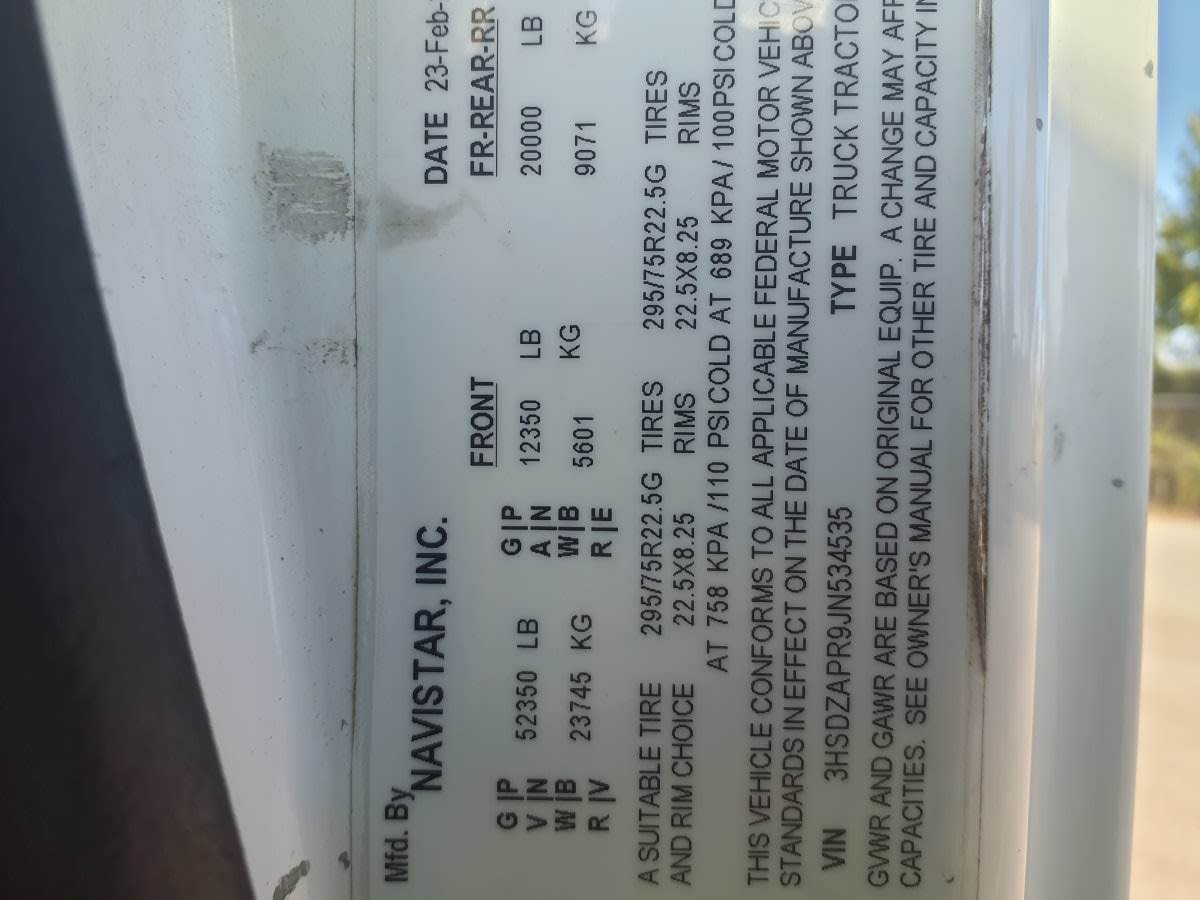 Mfd. By
NAVISTAR, INC.
DATE 23-Feb-
FRONT FR-REAR-RR
G|P 52350 LB G|P 12350 LB 20000 LB
V|N A|N
W|B 23745 KG W|B 5601 KG 9071 KG
R|V R|E
A SUITABLE TIRE 295/75R22.5G TIRES 295/75R22.5G TIRES
AND RIM CHOICE 22.5X8.25 RIMS 22.5X8.25 RIMS
AT 758 KPA /110 PSI COLD AT 689 KPA / 100PSI COLD
THIS VEHICLE CONFORMS TO ALL APPLICABLE FEDERAL MOTOR VEHIC
STANDARDS IN EFFECT ON THE DATE OF MANUFACTURE SHOWN ABOV
VIN 3HSDZAPR9JN534535 TYPE TRUCK TRACTO
GVWR AND GAWR ARE BASED ON ORIGINAL EQUIP. A CHANGE MAY AFF
CAPACITIES. SEE OWNER'S MANUAL FOR OTHER TIRE AND CAPACITY IN